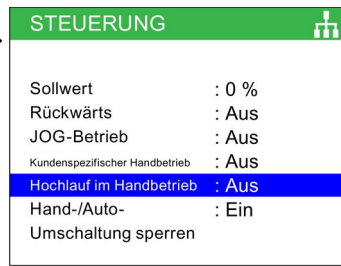 STEUERUNG
Sollwert : 0 %
Rückwärts : Aus
JOG-Betrieb : Aus
Kundenspezifischer Handbetrieb : Aus
Hochlauf im Handbetrieb : Aus
Hand-/Auto- : Ein
Umschaltung sperren